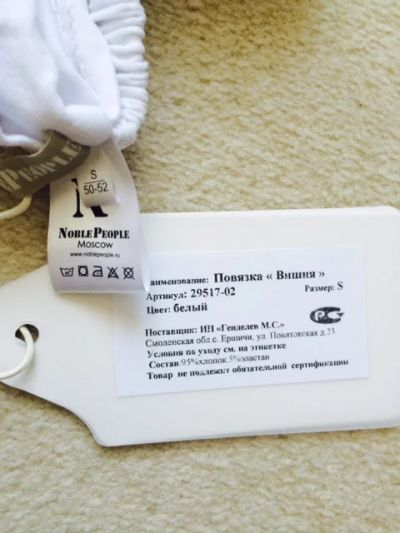 PEOPLE
S
50-52
NOBLEPEOPLE
Moscow
www.noblepeople.ru
Наименование: Повязка « Вишня »
Артикул: 29517-02
Размер: S
Цвет: белый
Поставщик: ИП «Генделев М.С.»
Смоленская обл.с. Ершичи, ул. Понятовская д.23
Условия по уходу см. на этикетке
Состав:95%хлопок.5%эластан
Товар не подлежит обязательной сертификации